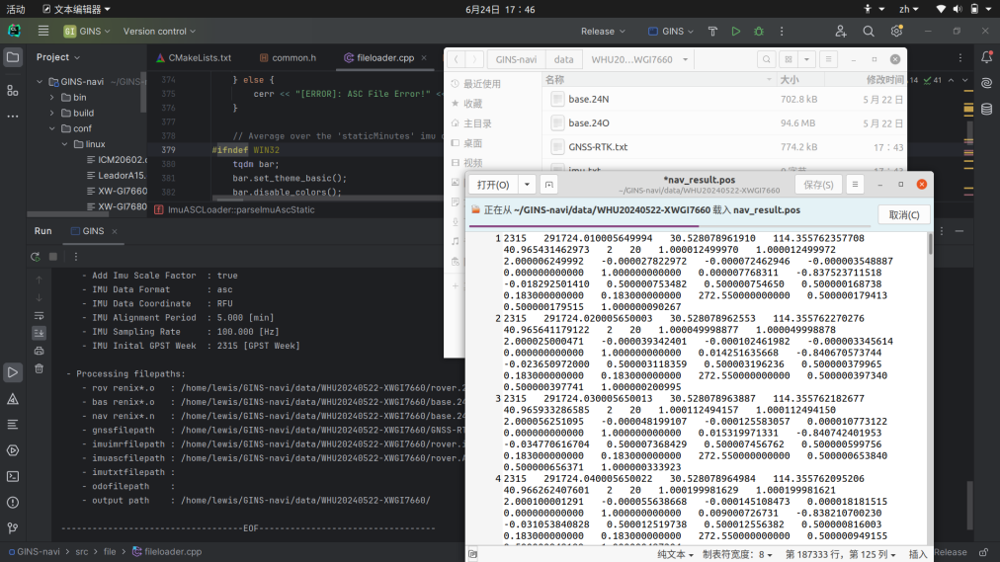 活动
文本编辑器
6月24日 17：46
zh
GI
GINS
Version control
Release
GINS
Project
GINS-navi ~/GINS
bin
build
conf
linux
LeadorA15.
XW-GI7660
XW-GI7680
CMakeLists.txt
common.h
fileloader.cpp
374 } else {
375 cerr << "[ERROR]: ASC File Error!" <<
376 }
377
378 // Average over the 'staticMinutes' imu
379 #ifndef WIN32
380 tqdm bar;
381 bar.set_theme_basic();
382 bar.disable_colors();
ImuASCLoader::parseImuAscStatic
14
41
GINS-navi
data
WHU20...GI7660
最近使用
收藏
主目录
桌面
视频
名称
大小
修改时间
base.24N 702.8 kB 5 月 22 日
base.24O 94.6 MB 5 月 22 日
GNSS-RTK.txt 774.2 kB 17：43
Run
GINS
- Add Imu Scale Factor : true
- IMU Data Format : asc
- IMU Data Coordinate : RFU
- IMU Alignment Period : 5.000 [min]
- IMU Sampling Rate : 100.000 [Hz]
- IMU Inital GPST Week : 2315 [GPST Week]
- Processing filepaths:
- rov renix*.o : /home/lewis/GINS-navi/data/WHU20240522-XWGI7660/rover.2
- bas renix*.o : /home/lewis/GINS-navi/data/WHU20240522-XWGI7660/base.24
- nav renix*.n : /home/lewis/GINS-navi/data/WHU20240522-XWGI7660/base.24
- gnssfilepath : /home/lewis/GINS-navi/data/WHU20240522-XWGI7660/GNSS-RT
- imuimrfilepath : /home/lewis/GINS-navi/data/WHU20240522-XWGI7660/rover.i
- imuascfilepath : /home/lewis/GINS-navi/data/WHU20240522-XWGI7660/rover.A
- imutxtfilepath :
- odofilepath :
- output path : /home/lewis/GINS-navi/data/WHU20240522-XWGI7660/
-----------------------------------EOF----------------------------------
打开(O)
*nav_result.pos
~/GINS-navi/data/WHU20240522-XWGI7660
保存(S)
正在从 ~/GINS-navi/data/WHU20240522-XWGI7660 载入 nav_result.pos
取消(C)
1 2315 291724.010005649994 30.528078961910 114.355762357708
40.965431462973 2 20 1.000012499970 1.000012499972
2.000006249992 -0.000027822972 -0.000072462946 -0.000003548887
0.000000000000 1.000000000000 0.000007768311 -0.837523711518
-0.018292501410 0.500000753482 0.500000754650 0.500000168738
0.183000000000 0.183000000000 272.550000000000 0.500000179413
0.500000179515 1.000000090267
2 2315 291724.020005650003 30.528078962553 114.355762270276
40.965641179122 2 20 1.000049998877 1.000049998878
2.000025000471 -0.000039342401 -0.000102461982 -0.000003345614
0.000000000000 1.000000000000 0.014251635668 -0.840670573744
-0.023650972000 0.500003118359 0.500003196236 0.500000379965
0.183000000000 0.183000000000 272.550000000000 0.500000397340
0.500000397741 1.000000200995
3 2315 291724.030005650013 30.528078963887 114.355762182677
40.965933286585 2 20 1.000112494157 1.000112494150
2.000056251095 -0.000048199107 -0.000125583057 0.000010773122
0.000000000000 1.000000000000 0.015319971331 -0.840742401953
-0.034770616704 0.500007368429 0.500007456762 0.500000599756
0.183000000000 0.183000000000 272.550000000000 0.500000653840
0.500000656371 1.000000333923
4 2315 291724.040005650022 30.528078964984 114.355762095206
40.966262407601 2 20 1.000199981629 1.000199981621
2.000100001291 -0.000055638668 -0.000145108473 0.000018181515
0.000000000000 1.000000000000 0.009000726731 -0.838210700230
-0.031053840828 0.500012519738 0.500012556382 0.500000816003
0.183000000000 0.183000000000 272.550000000000 0.500000949155
纯文本
制表符宽度： 8
第 187333 行，第 125 列
插入
GINS-navi > src > file > fileloader.cpp
Release